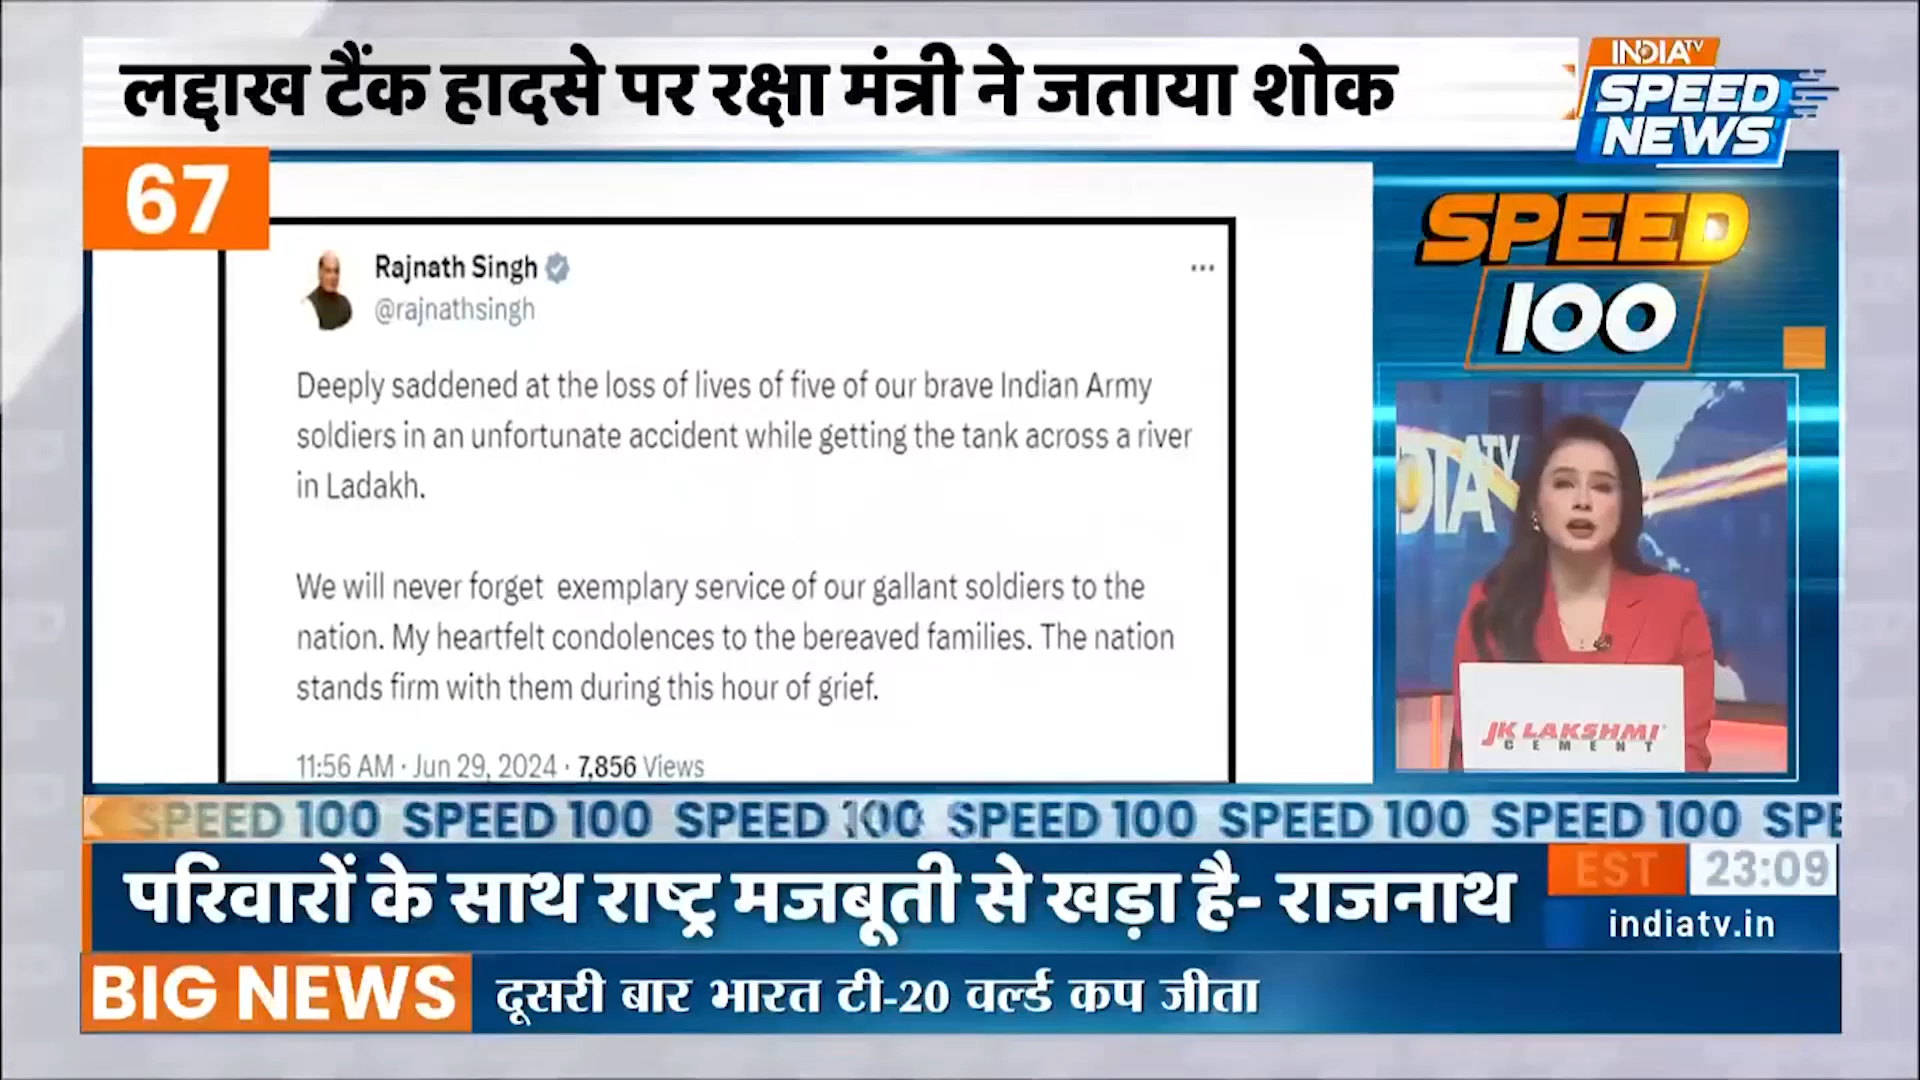 लद्दाख टैंक हादसे पर रक्षा मंत्री ने जताया शोक
INDIA TV
SPEED
NEWS
67
SPEED
100
Rajnath Singh
@rajnathsingh
Deeply saddened at the loss of lives of five of our brave Indian Army
soldiers in an unfortunate accident while getting the tank across a river
in Ladakh.
We will never forget exemplary service of our gallant soldiers to the
nation. My heartfelt condolences to the bereaved families. The nation
stands firm with them during this hour of grief.
11:56 AM · Jun 29, 2024 · 7,856 Views
DIA TV
JK LAKSHMI
CEMENT
SPEED 100 SPEED 100 SPEED 100 SPEED 100 SPEED 100 SPEED 100 SPE
परिवारों के साथ राष्ट्र मजबूती से खड़ा है- राजनाथ
EST 23:09
indiatv.in
BIG NEWS दूसरी बार भारत टी-20 वर्ल्ड कप जीता